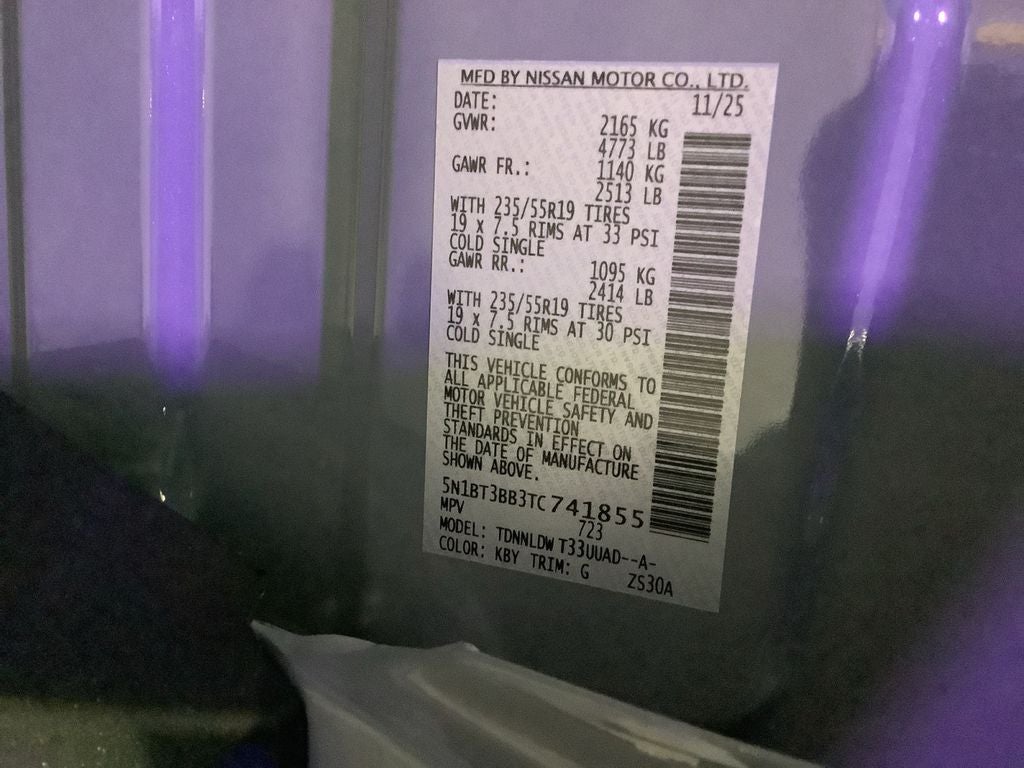 MFD BY NISSAN MOTOR CO., LTD.
DATE: 11/25
GVWR: 2165 KG
4773 LB
GAWR FR.: 1140 KG
2513 LB
WITH 235/55R19 TIRES
19 X 7.5 RIMS AT 33 PSI
COLD SINGLE
GAWR RR.: 1095 KG
2414 LB
WITH 235/55R19 TIRES
19 X 7.5 RIMS AT 30 PSI
COLD SINGLE
THIS VEHICLE CONFORMS TO
ALL APPLICABLE FEDERAL
MOTOR VEHICLE SAFETY AND
THEFT PREVENTION
STANDARDS IN EFFECT ON
THE DATE OF MANUFACTURE
SHOWN ABOVE.
5N1BT3BB3TC741855
MPV 723
MODEL: TDNNLDW T33UUAD--A-
COLOR: KBY TRIM: G ZS30A